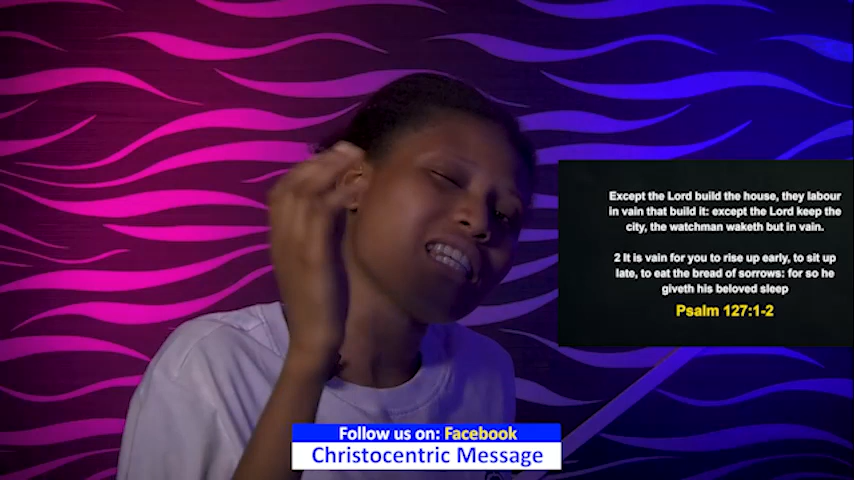 Except the Lord build the house, they labour
in vain that build it: except the Lord keep the
city, the watchman waketh but in vain.
2 It is vain for you to rise up early, to sit up
late, to eat the bread of sorrows: for so he
giveth his beloved sleep
Psalm 127:1-2
Follow us on: Facebook
Christocentric Message